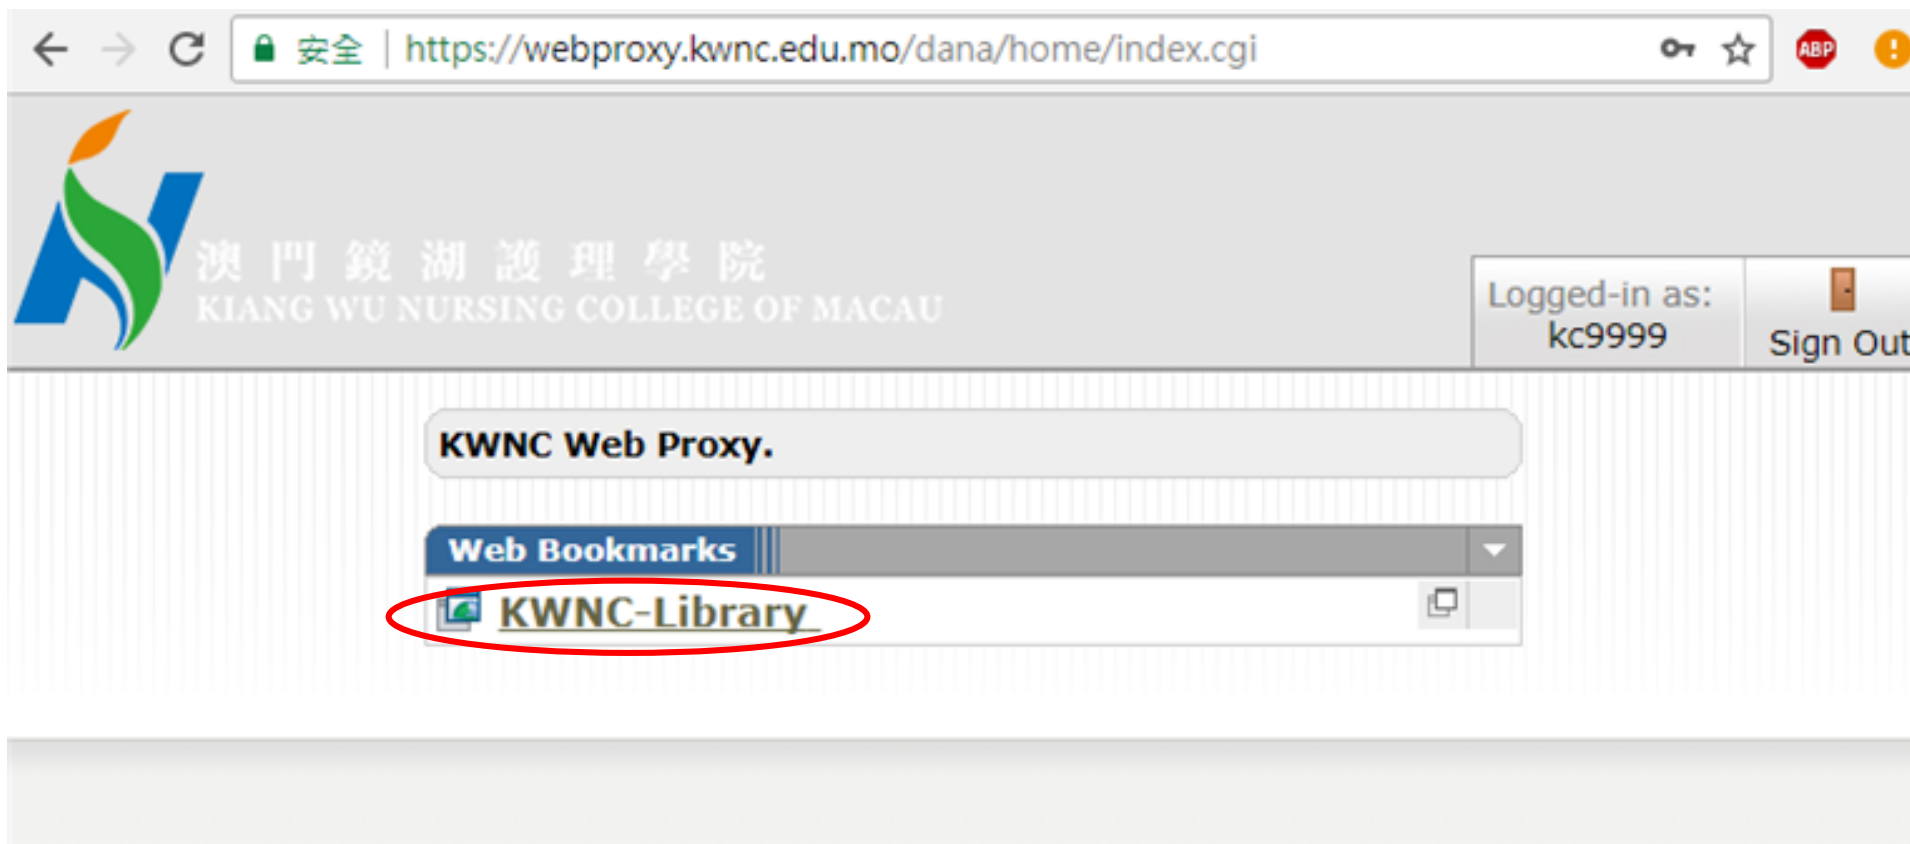 安全 | https://webproxy.kwnc.edu.mo/dana/home/index.cgi
ABP
澳門鏡湖護理學院
KIANG WU NURSING COLLEGE OF MACAU
Logged-in as:
kc9999
Sign Out
KWNC Web Proxy.
Web Bookmarks
KWNC-Library